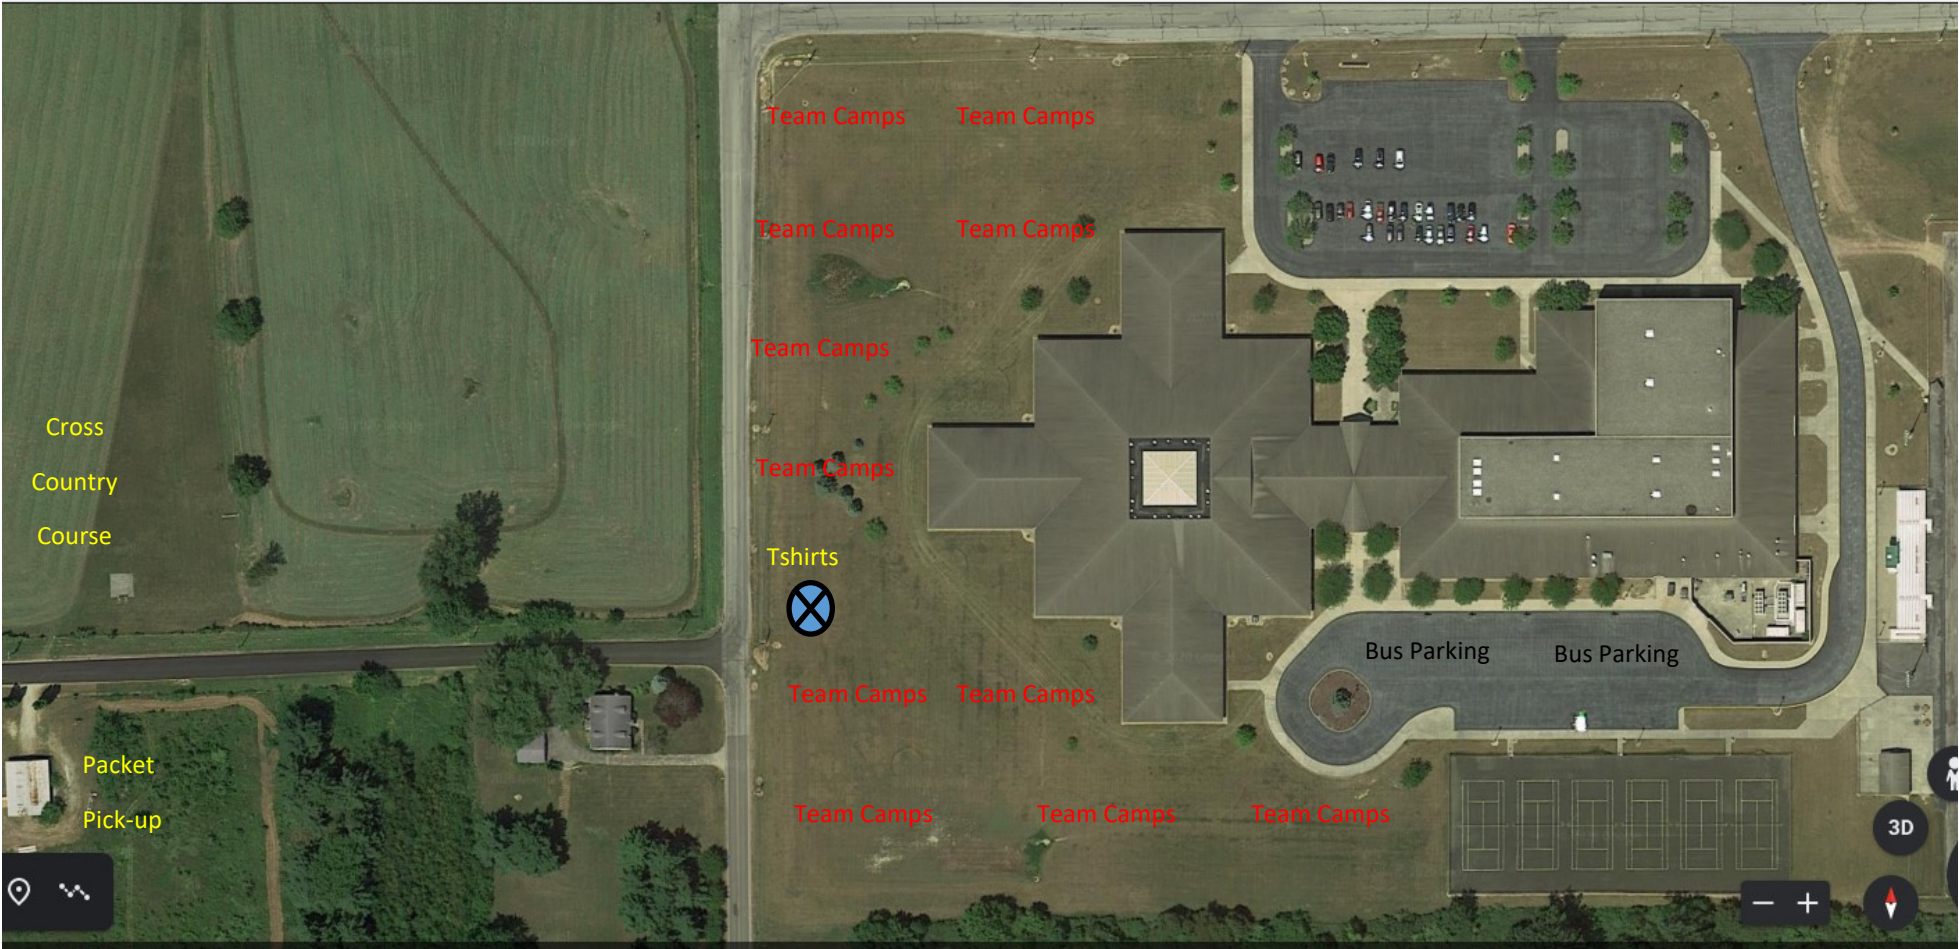 Team Camps Team Camps
Team Camps Team Camps
Team Camps
Cross
Team Camps
Country
Course
Tshirts
Bus Parking Bus Parking
Team Camps Team Camps
Packet
Pick-up
Team Camps Team Camps Team Camps
3D